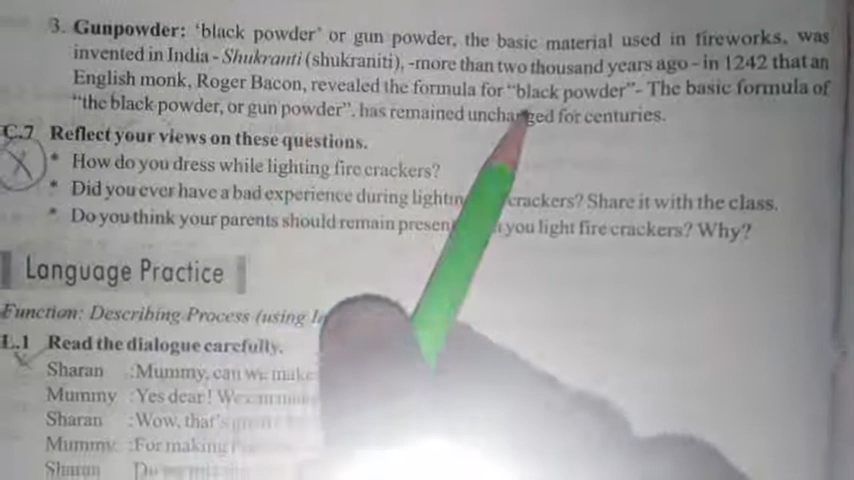 3. Gunpowder: 'black powder' or gun powder, the basic material used in fireworks, was
invented in India - Shukranti (shukraniti), -more than two thousand years ago - in 1242 that an
English monk, Roger Bacon, revealed the formula for "black powder"- The basic formula of
"the black powder, or gun powder", has remained unchanged for centuries.
C.7 Reflect your views on these questions.
* How do you dress while lighting fire crackers?
* Did you ever have a bad experience during crackers? Share it with the class.
* Do you think your parents should remain you light fire crackers? Why?
Language Practice
Function: Describing Process (using
L.1 Read the dialogue carefully.
Sharan :Mummy, can we make
Mummy :Yes dear!
Sharan :Wow, that's
Mummy :For making
Sharan